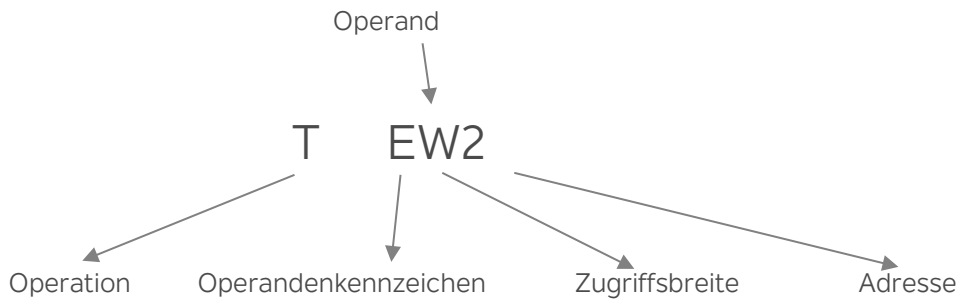 Operand
T EW2
Operation Operandenkennzeichen Zugriffsbreite Adresse